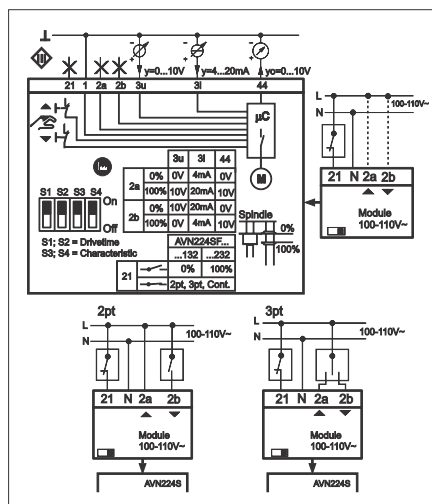 y=0...10V y=4...20mA yo=0...10V
21 1 2a 2b 3u 3i 44
µC
M
3u 3i 44
2a 0% 0V 4mA 0V
100% 10V 20mA 10V
2b 0% 10V 20mA 0V
100% 0V 4mA 10V
S1 S2 S3 S4
On
Off
S1; S2 = Drivetime
S3; S4 = Characteristic
Spindle
0%
100%
AVN224SF...
...132 ...232
21 0% 100%
2pt, 3pt, Cont.
L
N
100-110V~
21 N 2a 2b
Module
100-110V~
2pt
L
N
100-110V~
21 N 2a 2b
Module
100-110V~
AVN224S
3pt
L
N
100-110V~
21 N 2a 2b
Module
100-110V~
AVN224S